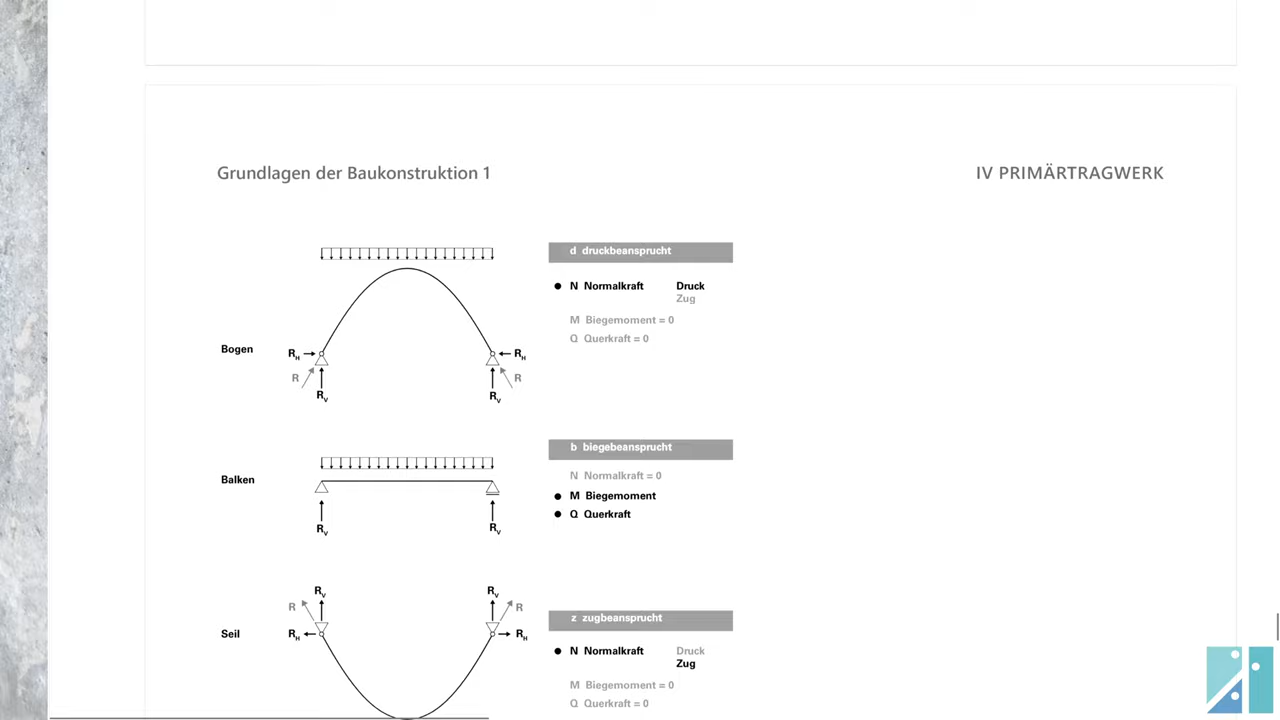 Grundlagen der Baukonstruktion 1
IV PRIMÄRTRAGWERK
d druckbeansprucht
N Normalkraft Druck
Zug
M Biegemoment = 0
Q Querkraft = 0
Bogen
R_H R_H
R R
R_V R_V
b biegebeansprucht
N Normalkraft = 0
M Biegemoment
Q Querkraft
Balken
R_V R_V
R_V R_V
R R
Seil
R_H R_H
z zugbeansprucht
N Normalkraft Druck
Zug
M Biegemoment = 0
Q Querkraft = 0